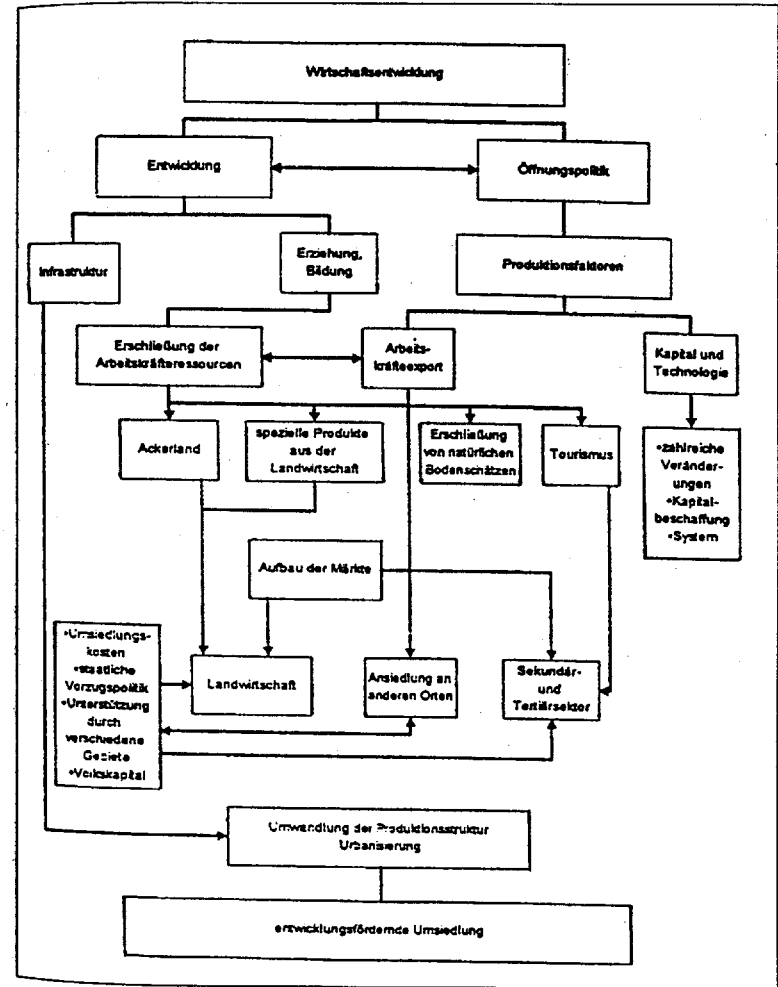 Wirtschaftsentwicklung
Entwicklung
Öffnungspolitik
Infrastruktur
Erziehung,
Bildung
Produktionsfaktoren
Erschließung der
Arbeitskräfteressourcen
Arbeits-
kräfteexport
Kapital und
Technologie
Ackerland
spezielle Produkte
aus der
Landwirtschaft
Erschließung
von natürlichen
Bodenschätzen
Tourismus
•zahlreiche
Veränder-
ungen
•Kapital-
beschaffung
•System
Aufbau der Märkte
•Umsiedlungs-
kosten
•staatliche
Vorzugspolitik
•Unterstützung
durch
verschiedene
Gebiete
•Volkskapital
Landwirtschaft
Ansiedlung an
anderen Orten
Sekundär-
und
Tertiärsektor
Umwandlung der Produktionsstruktur
Urbanisierung
entwicklungsfördernde Umsiedlung